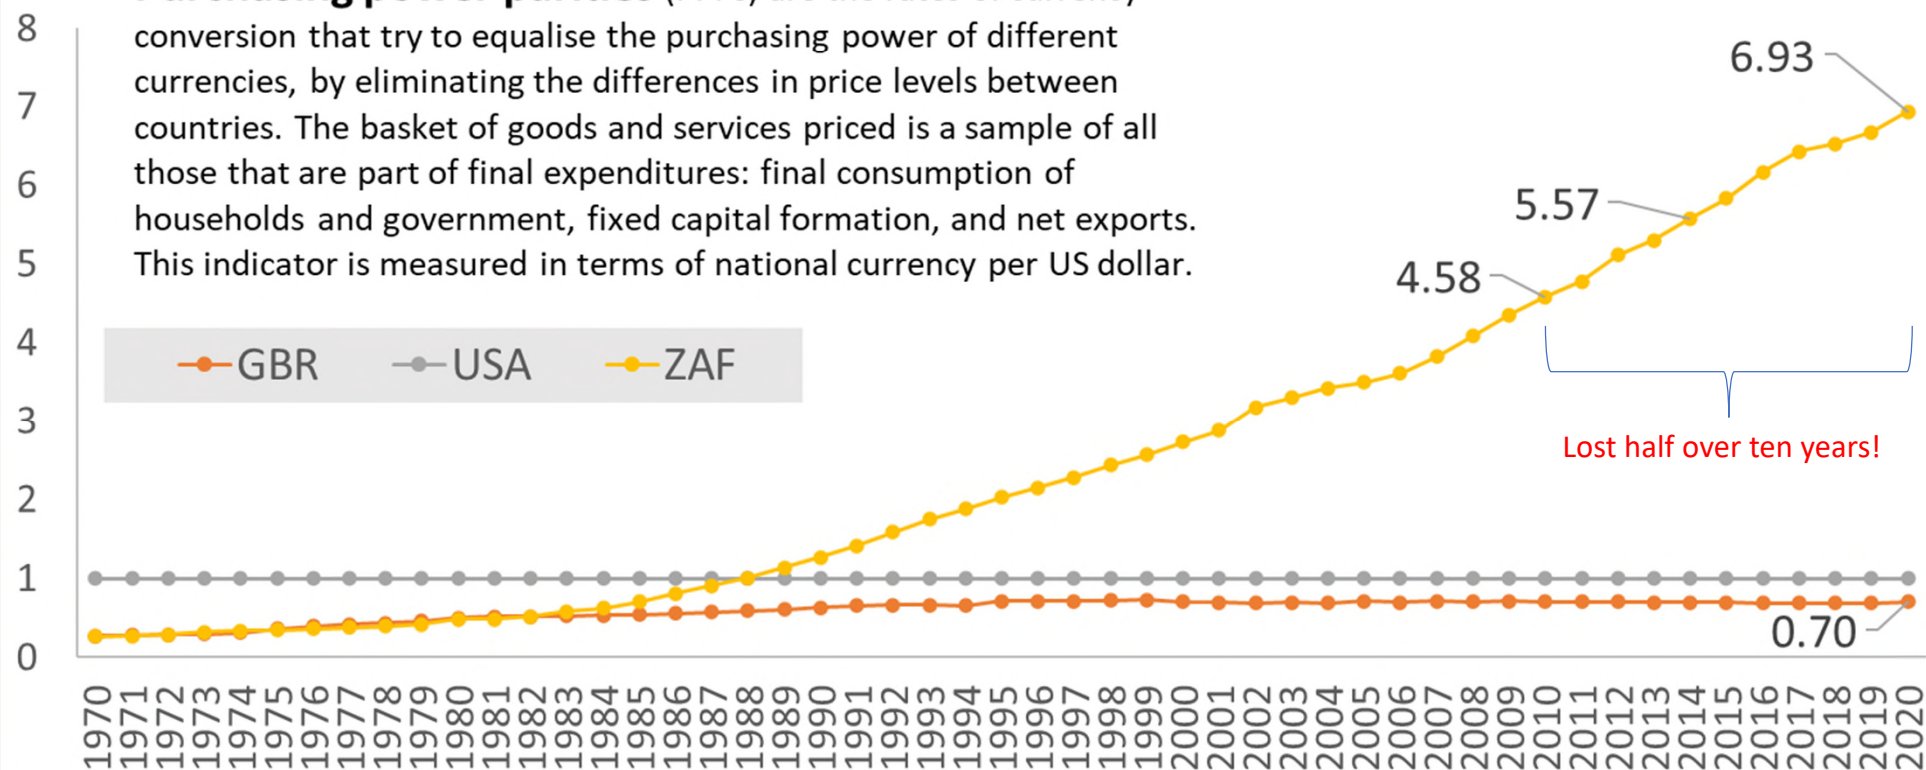 Purchasing power parities
conversion that try to equalise the purchasing power of different
currencies, by eliminating the differences in price levels between
countries. The basket of goods and services priced is a sample of all
those that are part of final expenditures: final consumption of
households and government, fixed capital formation, and net exports.
This indicator is measured in terms of national currency per US dollar.
8
7
6
5
4
3
2
1
0
6.93
5.57
4.58
GBR USA ZAF
Lost half over ten years!
0.70
1970 1971 1972 1973 1974 1975 1976 1977 1978 1979 1980 1981 1982 1983 1984 1985 1986 1987 1988 1989 1990 1991 1992 1993 1994 1995 1996 1997 1998 1999 2000 2001 2002 2003 2004 2005 2006 2007 2008 2009 2010 2011 2012 2013 2014 2015 2016 2017 2018 2019 2020